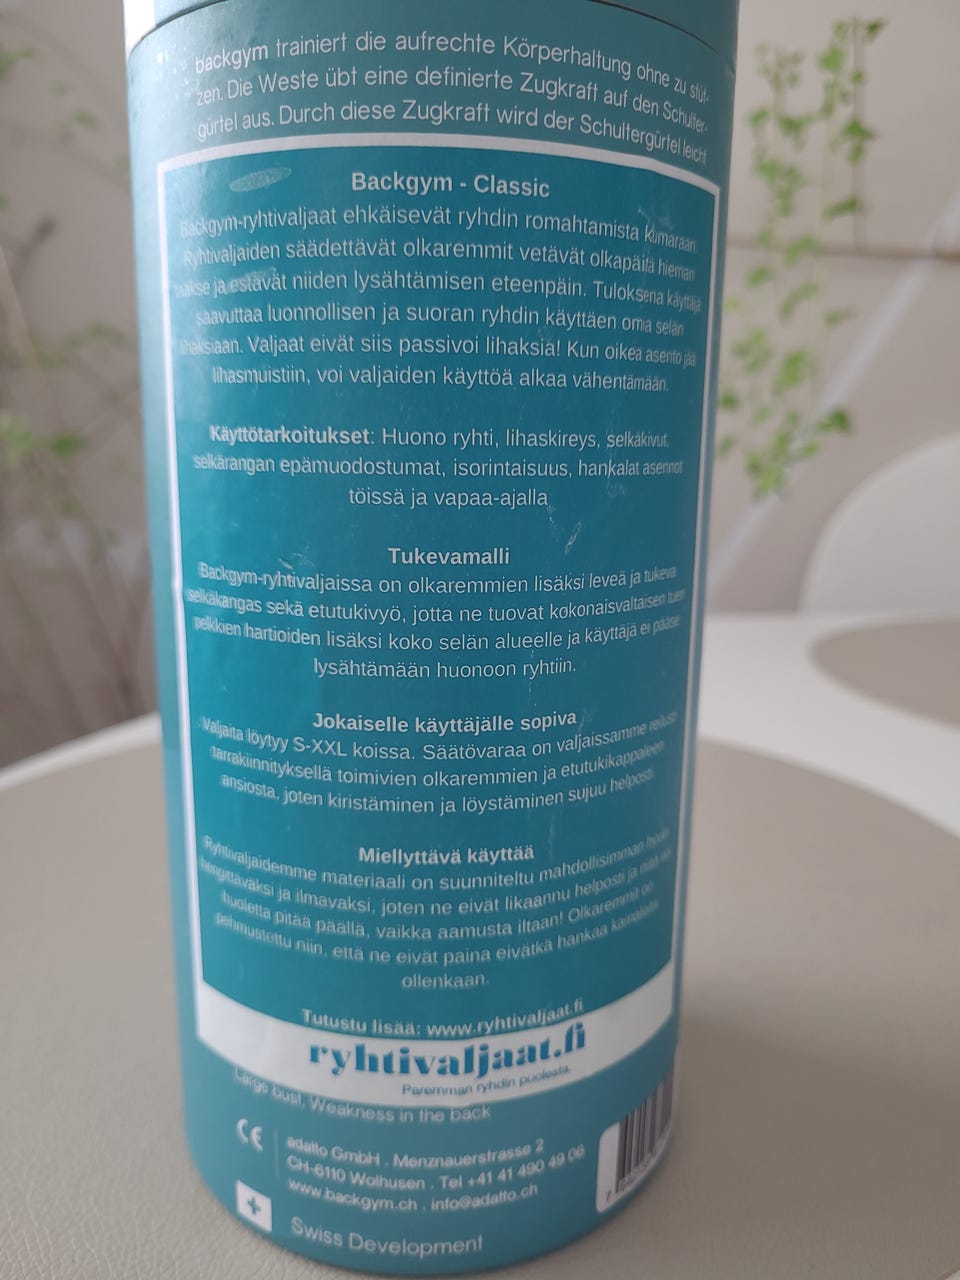 backgym trainiert die aufrechte Körperhaltung ohne zu stüt-
zen. Die Weste übt eine definierte Zugkraft auf den Schulter-
gürtel aus. Durch diese Zugkraft wird der Schultergürtel leicht
Backgym - Classic
Backgym-ryhtivaljaat ehkäisevät ryhdin romahtamista kumaraan.
Ryhtivaljaiden säädettävät olkaremmit vetävät olkapäitä hieman
taakse ja estävät niiden lysähtämisen eteenpäin. Tuloksena käyttäjä
saavuttaa luonnollisen ja suoran ryhdin käyttäen omia selän
lihaksiaan. Valjaat eivät siis passivoi lihaksia! Kun oikea asento jää
lihasmuistiin, voi valjaiden käyttöä alkaa vähentämään.
Käyttötarkoitukset: Huono ryhti, lihaskireys, selkäkivut,
selkärangan epämuodostumat, isorintaisuus, hankalat asennot
töissä ja vapaa-ajalla
Tukevamalli
Backgym-ryhtivaljaissa on olkaremmien lisäksi leveä ja tukeva
selkäkangas sekä etutukivyö, jotta ne tuovat kokonaisvaltaisen tuen
pelkkien hartioiden lisäksi koko selän alueelle ja käyttäjä ei pääse
lysähtämään huonoon ryhtiin.
Jokaiselle käyttäjälle sopiva
Valjaita löytyy S-XXL koissa. Säätövaraa on valjaissamme reilusti
tarrakiinnityksellä toimivien olkaremmien ja etutukikappaleen
ansiosta, joten kiristäminen ja löystäminen sujuu helposti.
Miellyttävä käyttää
Ryhtivaljaidemme materiaali on suunniteltu mahdollisimman hyvin
hengittäväksi ja ilmavaksi, joten ne eivät likaannu helposti ja niitä voi
huoletta pitää päällä, vaikka aamusta iltaan! Olkaremmit on
pehmustettu niin, että ne eivät paina eivätkä hankaa kainaloita
ollenkaan.
Tutustu lisää: www.ryhtivaljaat.fi
ryhtivaljaat.fi
Paremman ryhdin puolesta.
Large bust, Weakness in the back
CE
adatto GmbH . Menznauerstrasse 2
CH-6110 Wolhusen . Tel +41 41 490 49 06
www.backgym.ch . info@adatto.ch
Swiss Development